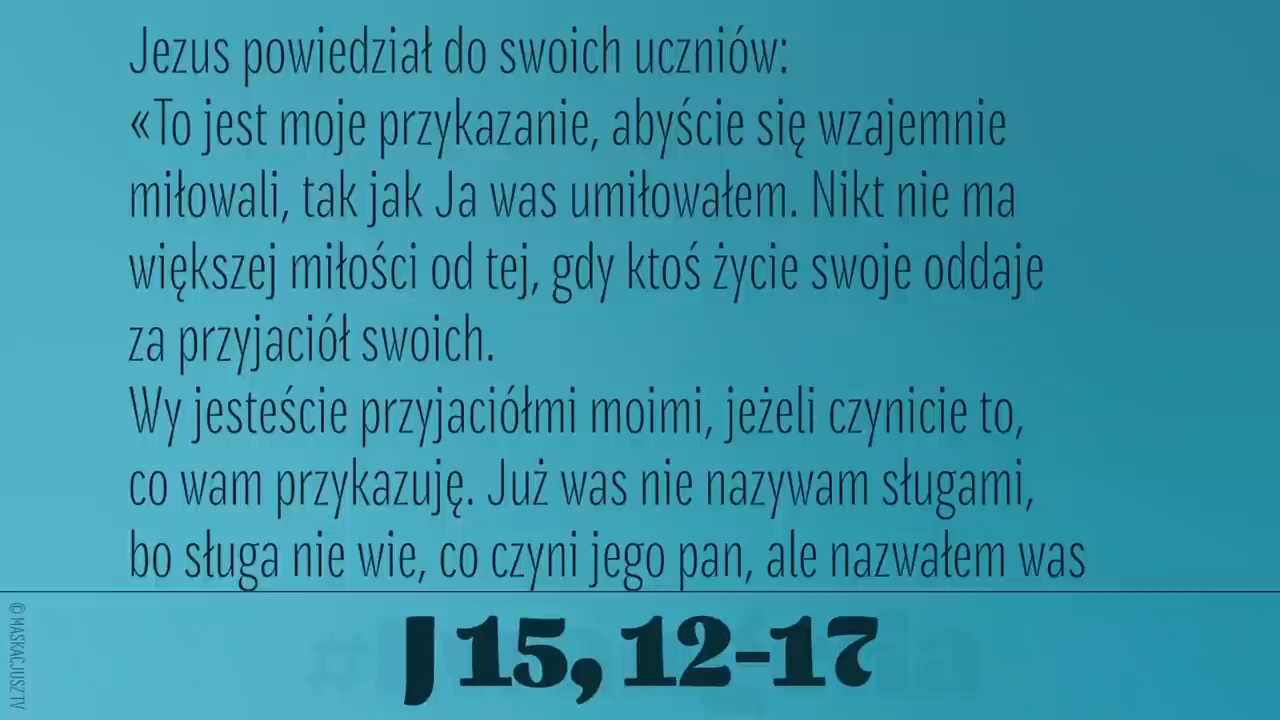 Jezus powiedział do swoich uczniów:
«To jest moje przykazanie, abyście się wzajemnie
miłowali, tak jak Ja was umiłowałem. Nikt nie ma
większej miłości od tej, gdy ktoś życie swoje oddaje
za przyjaciół swoich.
Wy jesteście przyjaciółmi moimi, jeżeli czynicie to,
co wam przykazuję. Już was nie nazywam sługami,
bo sługa nie wie, co czyni jego pan, ale nazwałem was
J 15, 12-17
© MASKACJUSZ TV